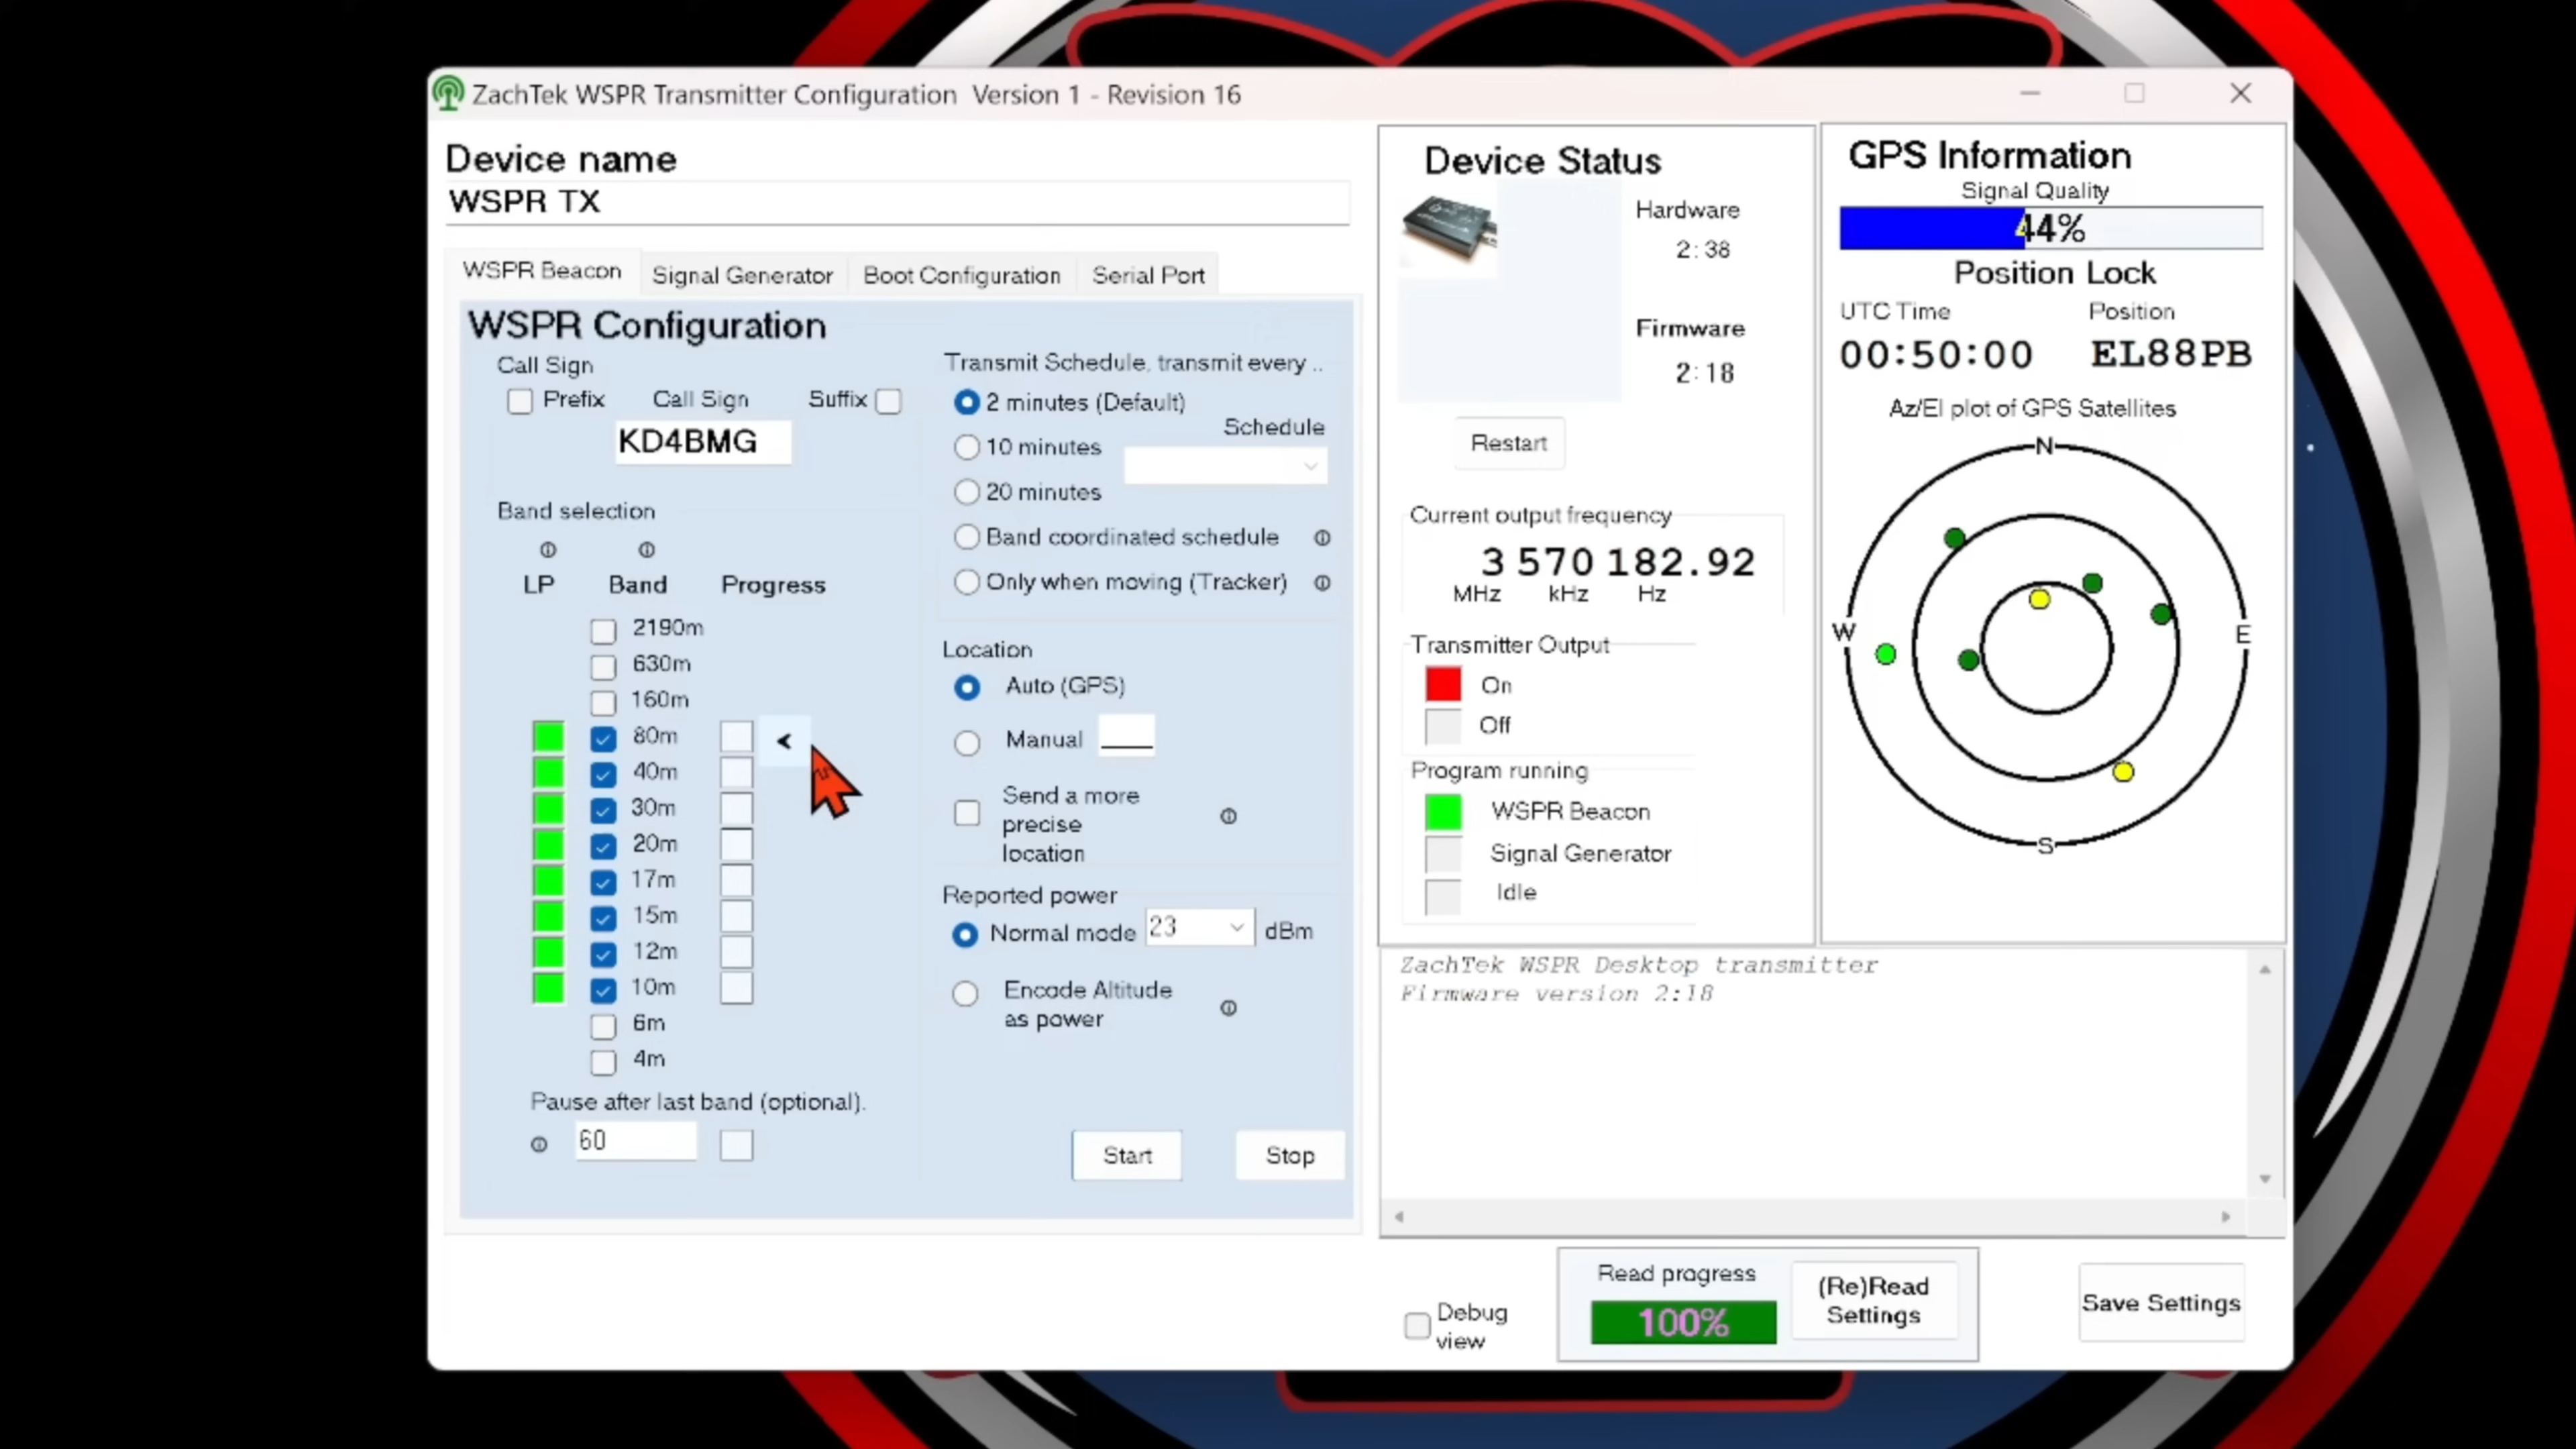 ZachTek WSPR Transmitter Configuration Version 1 - Revision 16
Device name
WSPR TX
WSPR Beacon Signal Generator Boot Configuration Serial Port
WSPR Configuration
Call Sign
Prefix Call Sign Suffix
KD4BMG
Band selection
LP Band Progress
2190m
630m
160m
80m <
40m
30m
20m
17m
15m
12m
10m
6m
4m
Pause after last band (optional).
60
Transmit Schedule, transmit every ..
2 minutes (Default)
Schedule
10 minutes
20 minutes
Band coordinated schedule
Only when moving (Tracker)
Location
Auto (GPS)
Manual
Send a more
precise
location
Reported power
Normal mode 23 dBm
Encode Altitude
as power
Start Stop
Device Status
Hardware
2:38
Firmware
2:18
Restart
Current output frequency
3 570 182.92
MHz kHz Hz
Transmitter Output
On
Off
Program running
WSPR Beacon
Signal Generator
Idle
GPS Information
Signal Quality
44%
Position Lock
UTC Time Position
00:50:00 EL88PB
Az/El plot of GPS Satellites
N
W E
S
ZachTek WSPR Desktop transmitter
Firmware version 2:18
Debug
view
Read progress
100%
(Re)Read
Settings
Save Settings